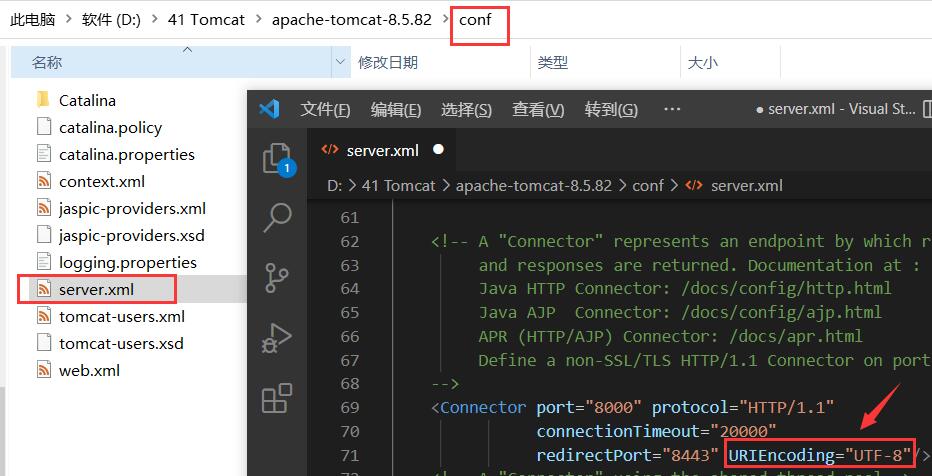 此电脑 > 软件 (D:) > 41 Tomcat > apache-tomcat-8.5.82 > conf
名称 修改日期 类型 大小
Catalina
catalina.policy
catalina.properties
context.xml
jaspic-providers.xml
jaspic-providers.xsd
logging.properties
server.xml
tomcat-users.xml
tomcat-users.xsd
web.xml
文件(F) 编辑(E) 选择(S) 查看(V) 转到(G) ··· ● server.xml - Visual St...
1
server.xml ●
D: > 41 Tomcat > apache-tomcat-8.5.82 > conf > server.xml
61
62 <!-- A "Connector" represents an endpoint by which r
63 and responses are returned. Documentation at :
64 Java HTTP Connector: /docs/config/http.html
65 Java AJP  Connector: /docs/config/ajp.html
66 APR (HTTP/AJP) Connector: /docs/apr.html
67 Define a non-SSL/TLS HTTP/1.1 Connector on port
68 -->
69 <Connector port="8000" protocol="HTTP/1.1"
70 connectionTimeout="20000"
71 redirectPort="8443" URIEncoding="UTF-8"/>